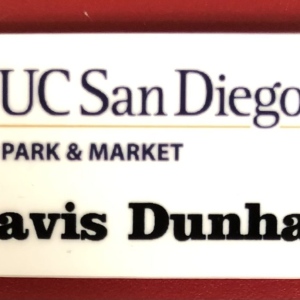 UC San Diego
PARK & MARKET
avis Dunha